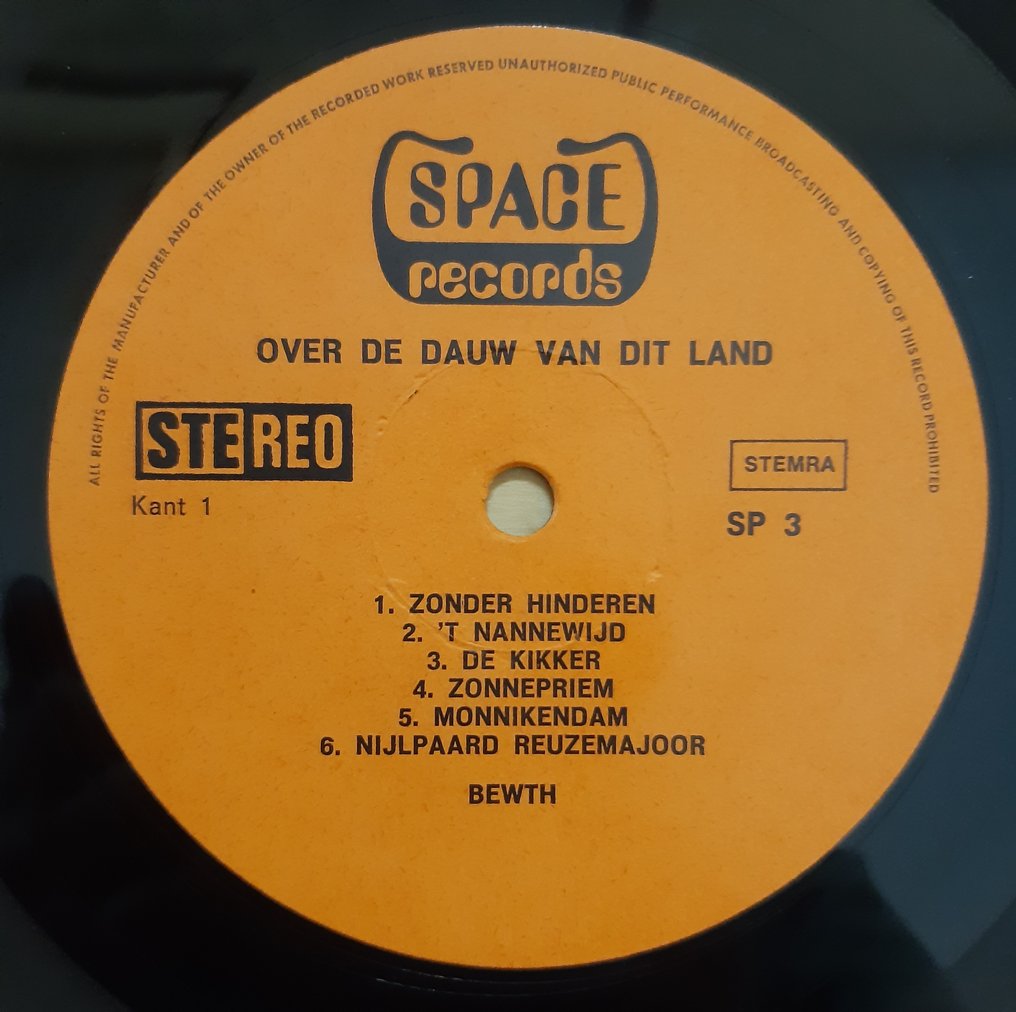 ALL RIGHTS OF THE MANUFACTURER AND OF THE OWNER OF THE RECORDED WORK RESERVED UNAUTHORIZED PUBLIC PERFORMANCE BROADCASTING AND COPYING OF THIS RECORD PROHIBITED
SPACE
records
OVER DE DAUW VAN DIT LAND
STEREO
STEMRA
Kant 1
SP 3
1. ZONDER HINDEREN
2. 'T NANNEWIJD
3. DE KIKKER
4. ZONNEPRIEM
5. MONNIKENDAM
6. NIJLPAARD REUZEMAJOOR
BEWTH